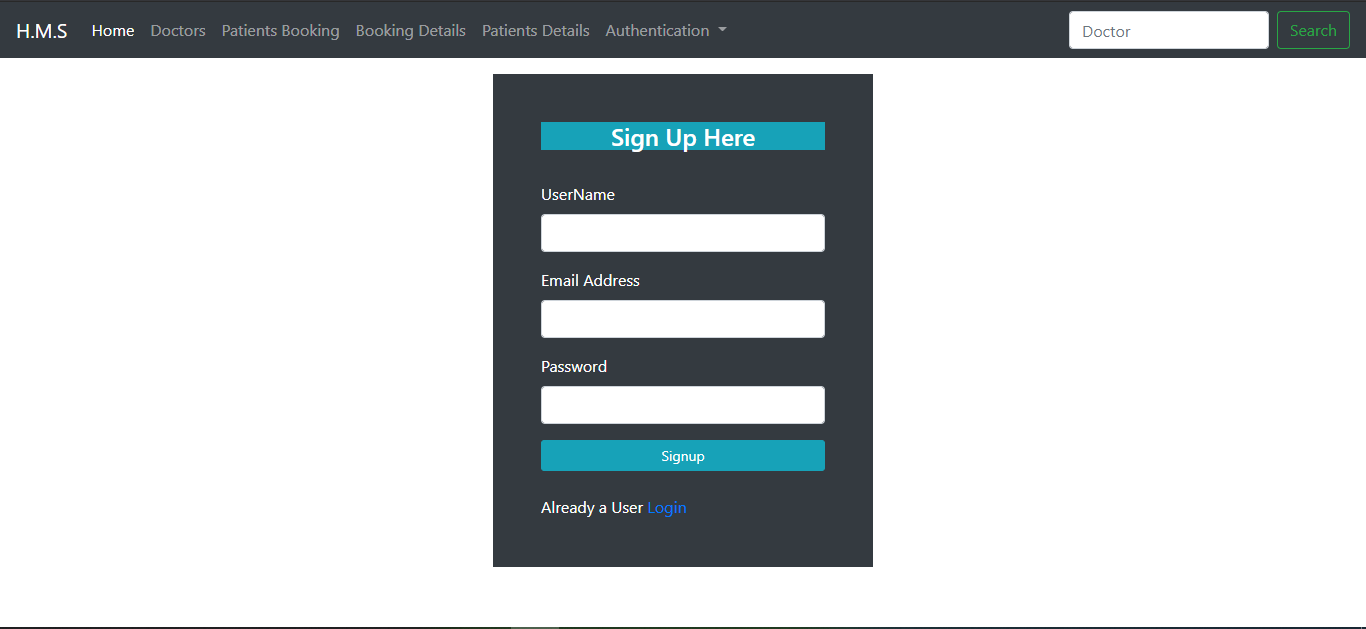 H.M.S Home Doctors Patients Booking Booking Details Patients Details Authentication Doctor Search
Sign Up Here
UserName
Email Address
Password
Signup
Already a User Login